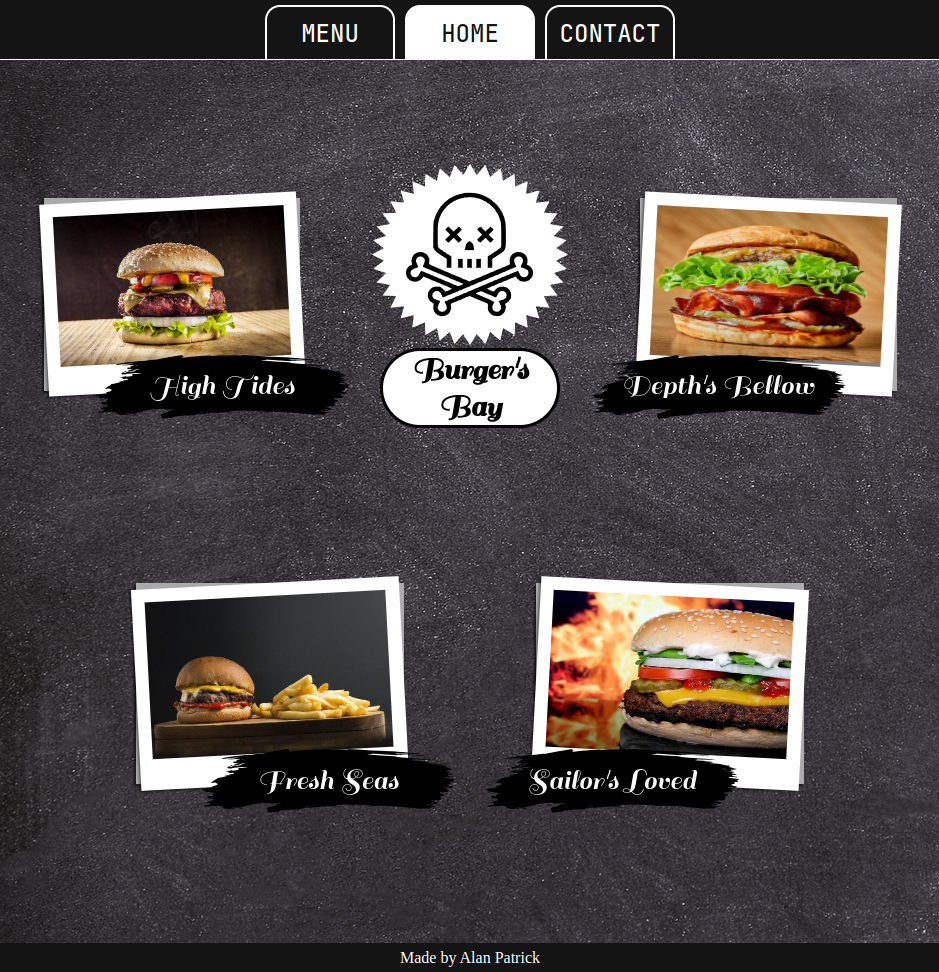 MENU
HOME
CONTACT
High Tides
Burger's
Bay
Depth's Bellow
Fresh Seas
Sailor's Loved
Made by Alan Patrick